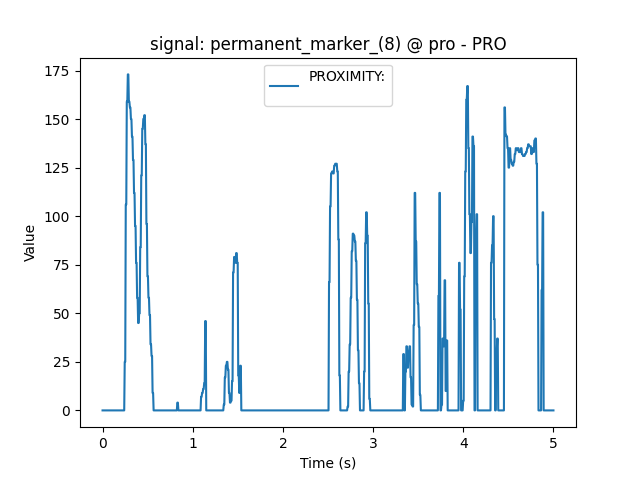 signal: permanent_marker_(8) @ pro - PRO
PROXIMITY:
175
150
125
100
75
50
25
0
Value
0 1 2 3 4 5
Time (s)